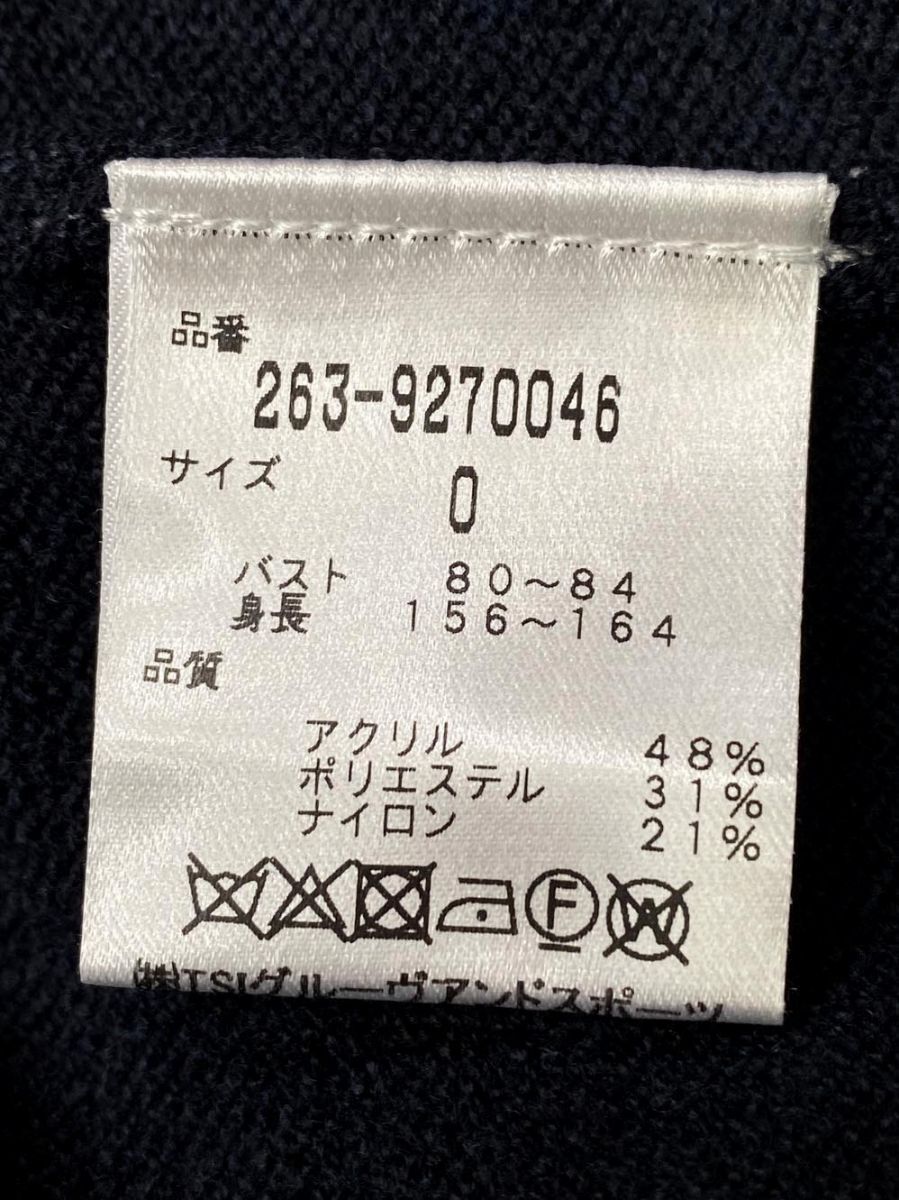 品番
263-9270046
サイズ
0
バスト 80~84
身長 156~164
品質
アクリル 48%
ポリエステル 31%
ナイロン 21%
F W
㈱TSIグルーヴアンドスポーツ